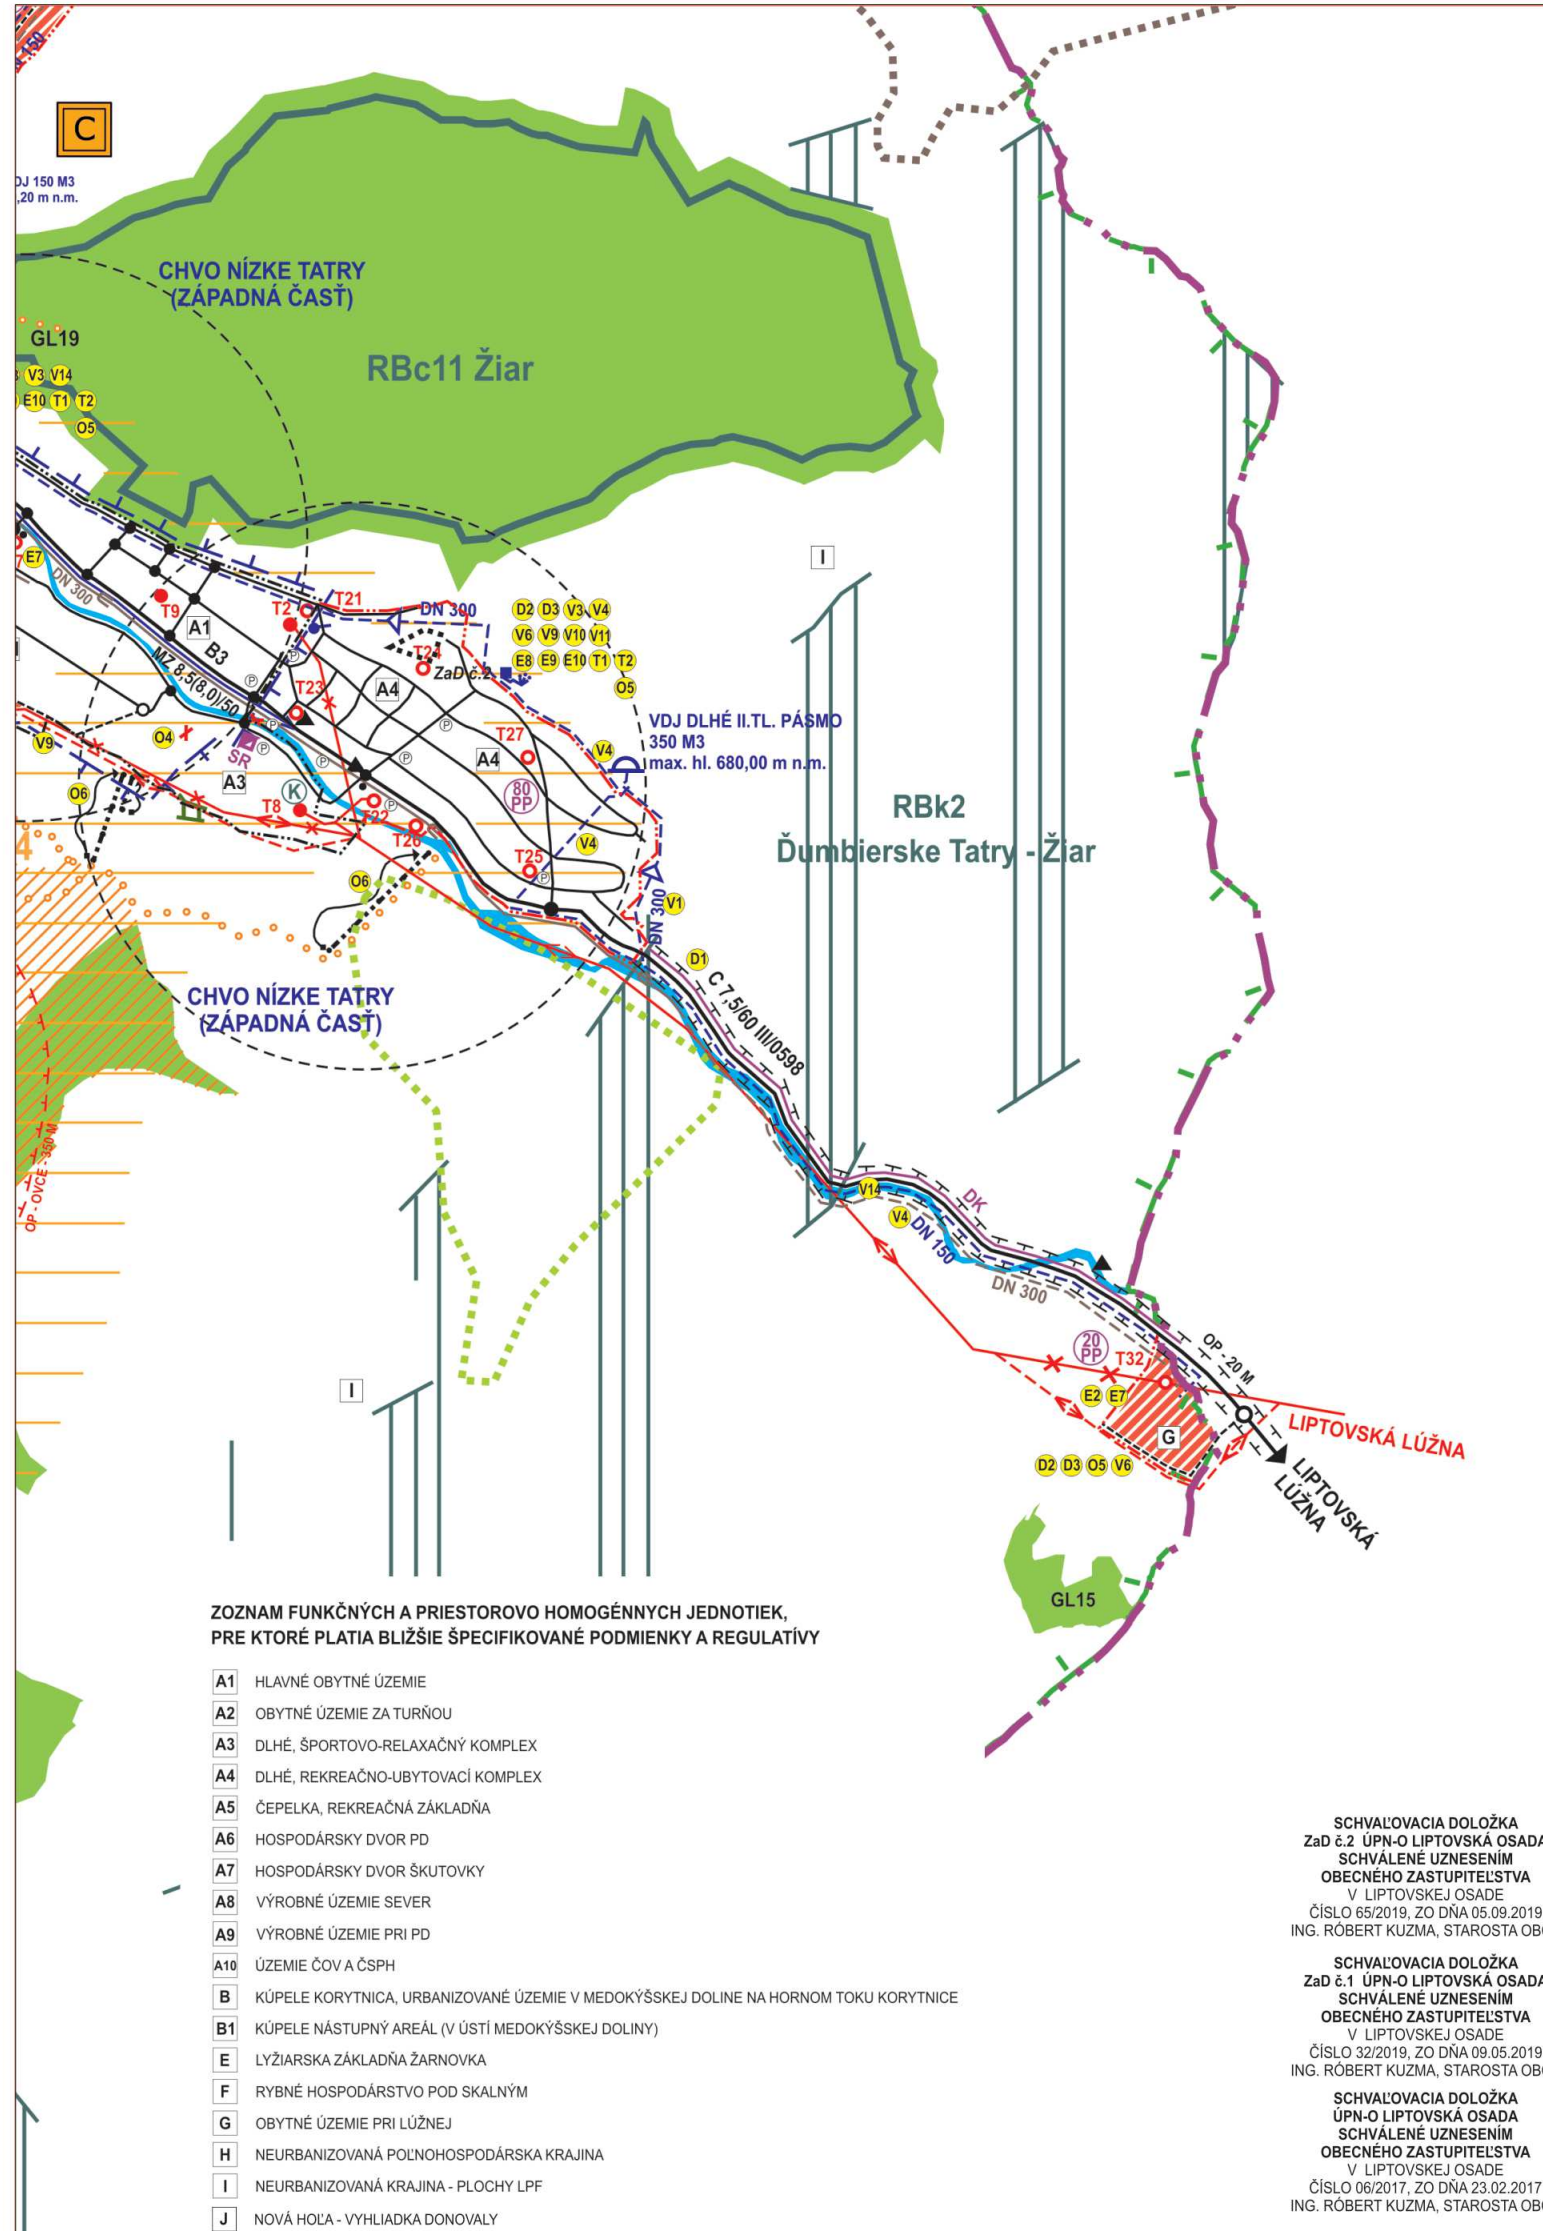 150
C
DJ 150 M3
,20 m n.m.
CHVO NÍZKE TATRY
(ZÁPADNÁ ČASŤ)
GL19
RBc11 Žiar
V3 V14
E10 T1 T2
O5
I
E7
DN 300
T9
A1
B3
MZ 8,5(8,0)/50
T2
T21
DN 300
D2 D3 V3 V4
V6 V9 V10 V11
E8 E9 E10 T1 T2
O5
T24
ZaD č.2
A4
T23
P
P
P
P
P
P
P
P
P
P
V9
O4
SR
A3
T27
A4
V4
VDJ DLHÉ II.TL. PÁSMO
350 M3
max. hl. 680,00 m n.m.
O6
K
T8
T22
T26
80
PP
RBk2
Ďumbierske Tatry - Žiar
4
T25
V4
O6
DN 300
V1
D1
C 7,5/60 III/0598
CHVO NÍZKE TATRY
(ZÁPADNÁ ČASŤ)
OP - OVCE - 350 M
V14
V4
DK
DN 150
DN 300
I
20
PP
T32
OP - 20 M
E2 E7
G
LIPTOVSKÁ LÚŽNA
D2 D3 O5 V6
LIPTOVSKÁ
LÚŽNA
GL15
ZOZNAM FUNKČNÝCH A PRIESTOROVO HOMOGÉNNYCH JEDNOTIEK,
PRE KTORÉ PLATIA BLIŽŠIE ŠPECIFIKOVANÉ PODMIENKY A REGULATÍVY
A1 HLAVNÉ OBYTNÉ ÚZEMIE
A2 OBYTNÉ ÚZEMIE ZA TURŇOU
A3 DLHÉ, ŠPORTOVO-RELAXAČNÝ KOMPLEX
A4 DLHÉ, REKREAČNO-UBYTOVACÍ KOMPLEX
A5 ČEPELKA, REKREAČNÁ ZÁKLADŇA
A6 HOSPODÁRSKY DVOR PD
A7 HOSPODÁRSKY DVOR ŠKUTOVKY
A8 VÝROBNÉ ÚZEMIE SEVER
A9 VÝROBNÉ ÚZEMIE PRI PD
A10 ÚZEMIE ČOV A ČSPH
B KÚPELE KORYTNICA, URBANIZOVANÉ ÚZEMIE V MEDOKÝŠSKEJ DOLINE NA HORNOM TOKU KORYTNICE
B1 KÚPELE NÁSTUPNÝ AREÁL (V ÚSTÍ MEDOKÝŠSKEJ DOLINY)
E LYŽIARSKA ZÁKLADŇA ŽARNOVKA
F RYBNÉ HOSPODÁRSTVO POD SKALNÝM
G OBYTNÉ ÚZEMIE PRI LÚŽNEJ
H NEURBANIZOVANÁ POĽNOHOSPODÁRSKA KRAJINA
I NEURBANIZOVANÁ KRAJINA - PLOCHY LPF
J NOVÁ HOĽA - VYHLIADKA DONOVALY
SCHVAĽOVACIA DOLOŽKA
ZaD č.2 ÚPN-O LIPTOVSKÁ OSADA
SCHVÁLENÉ UZNESENÍM
OBECNÉHO ZASTUPITEĽSTVA
V LIPTOVSKEJ OSADE
ČÍSLO 65/2019, ZO DŇA 05.09.2019
ING. RÓBERT KUZMA, STAROSTA OB
SCHVAĽOVACIA DOLOŽKA
ZaD č.1 ÚPN-O LIPTOVSKÁ OSADA
SCHVÁLENÉ UZNESENÍM
OBECNÉHO ZASTUPITEĽSTVA
V LIPTOVSKEJ OSADE
ČÍSLO 32/2019, ZO DŇA 09.05.2019
ING. RÓBERT KUZMA, STAROSTA OB
SCHVAĽOVACIA DOLOŽKA
ÚPN-O LIPTOVSKÁ OSADA
SCHVÁLENÉ UZNESENÍM
OBECNÉHO ZASTUPITEĽSTVA
V LIPTOVSKEJ OSADE
ČÍSLO 06/2017, ZO DŇA 23.02.2017
ING. RÓBERT KUZMA, STAROSTA OB